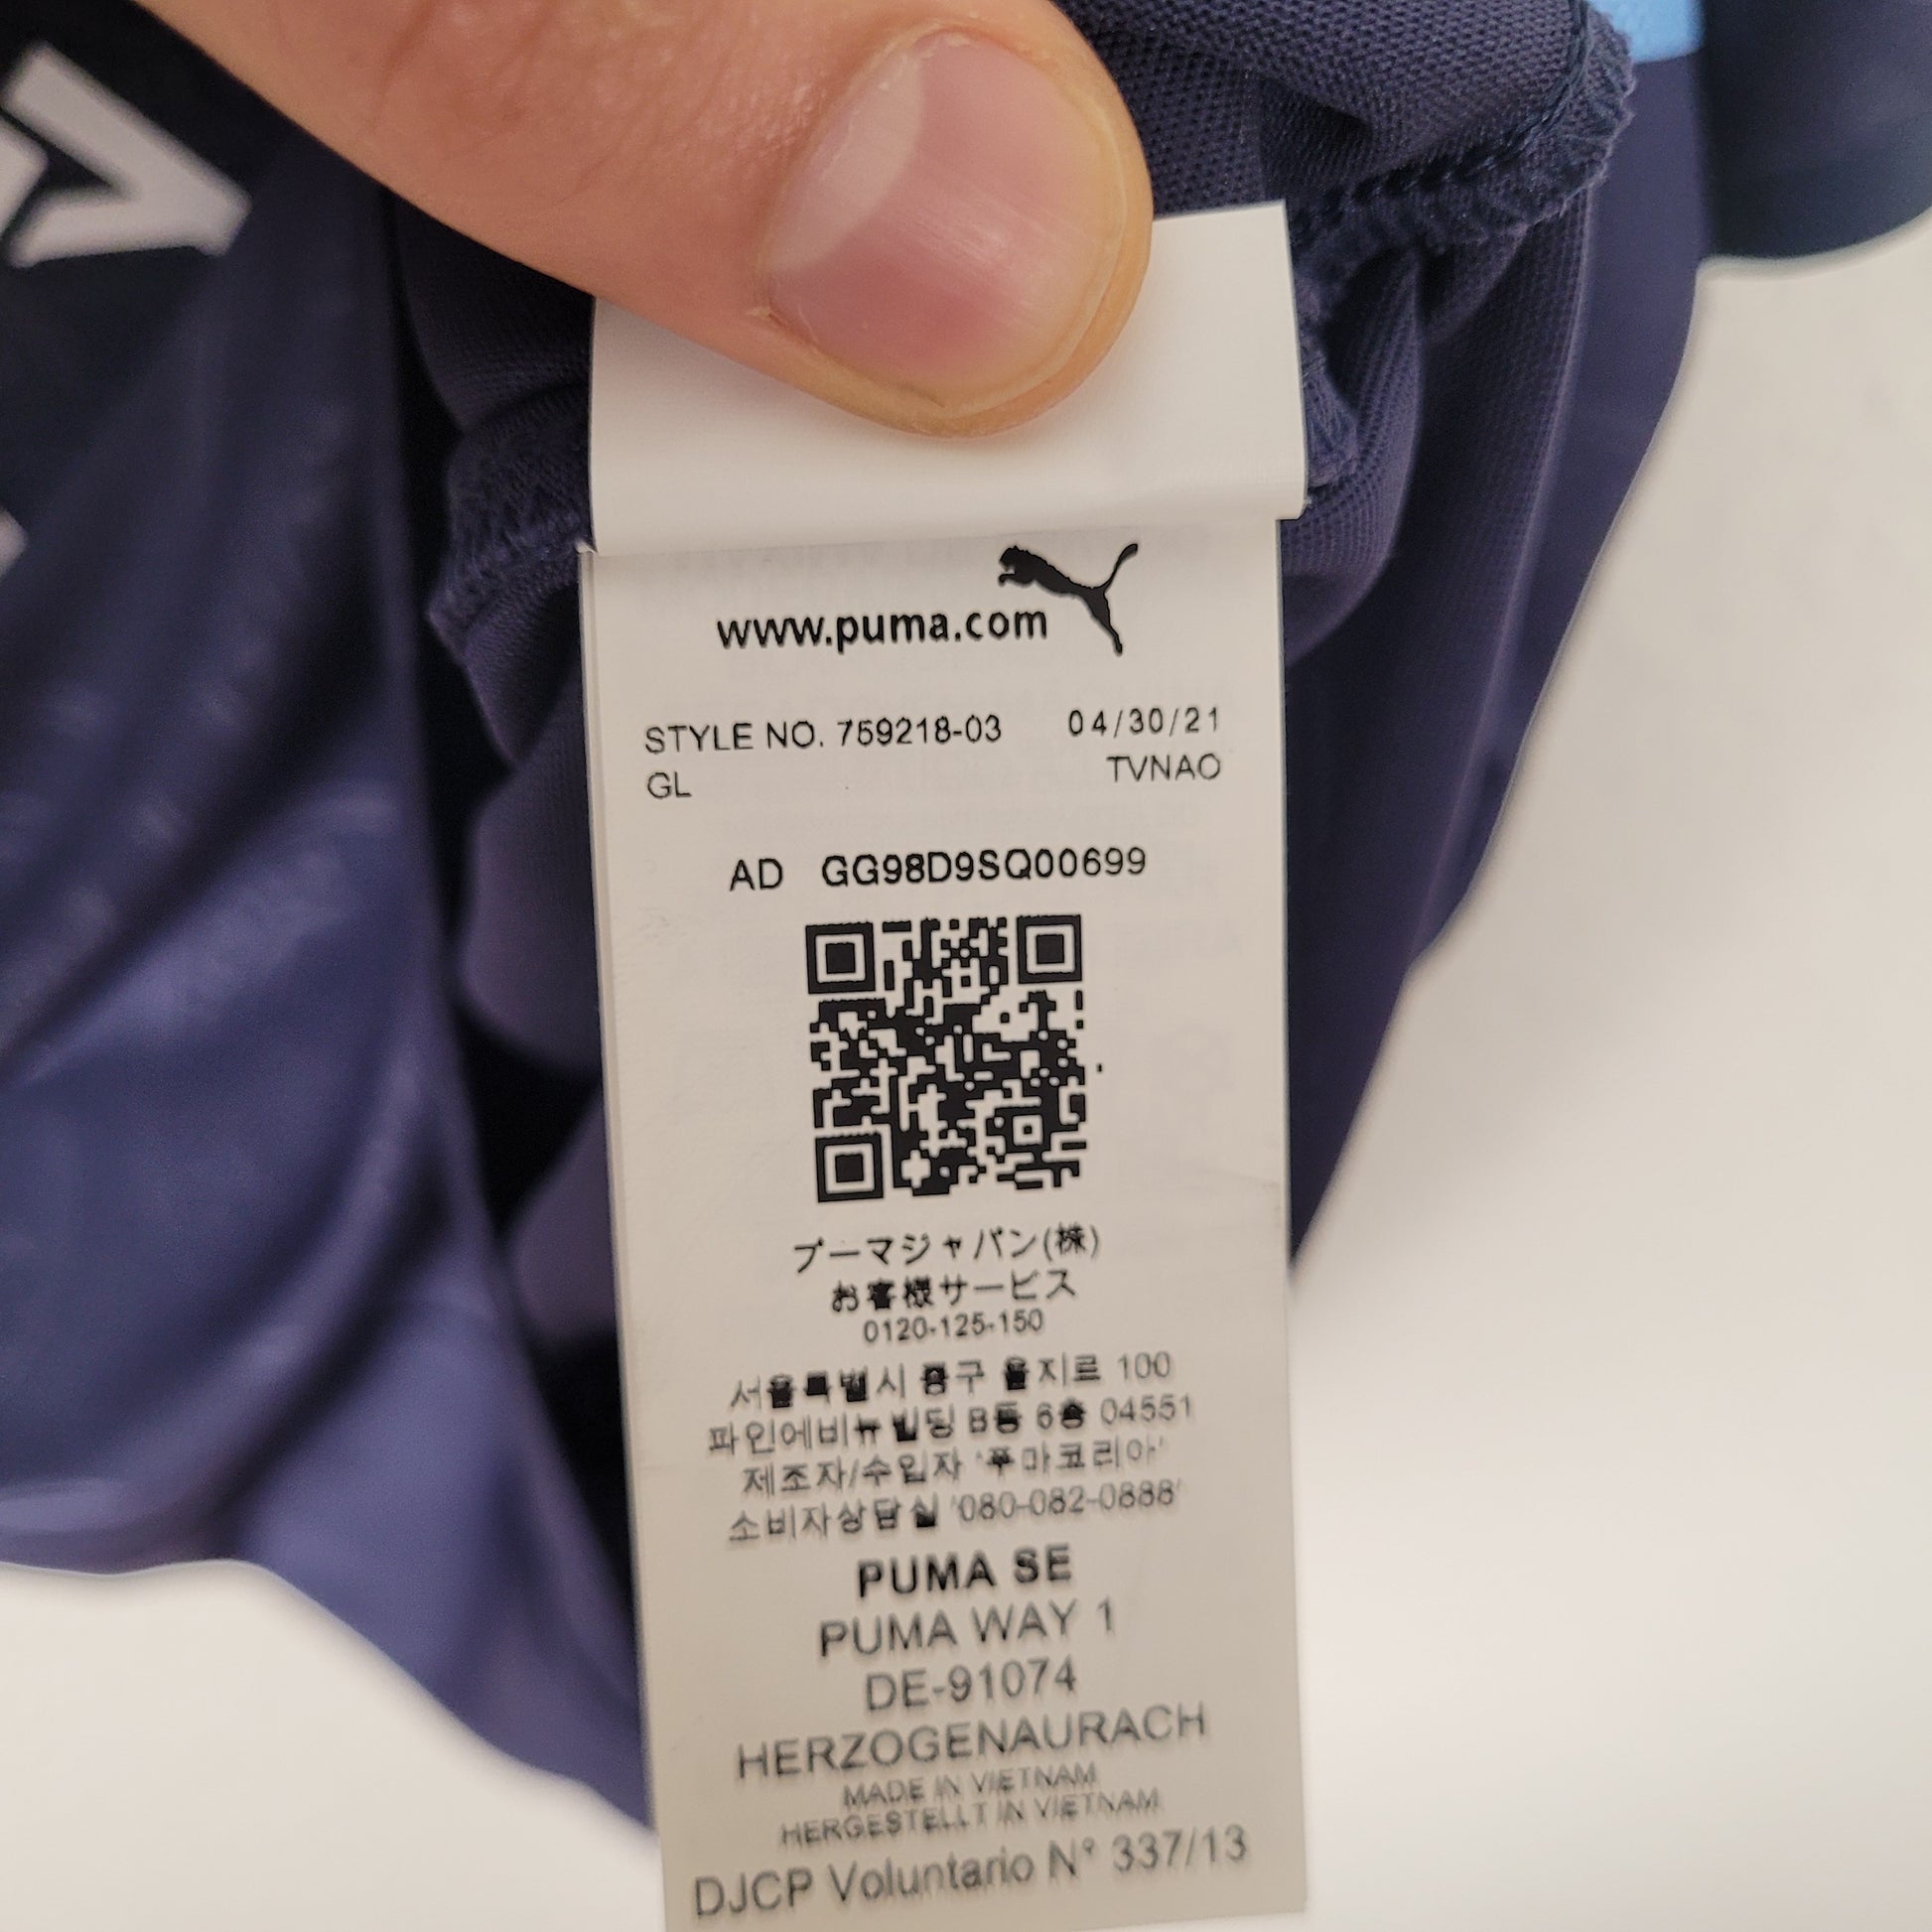 www.puma.com
STYLE NO. 759218-03 04/30/21
GL TVNAO
AD GG98D9SQ00699
プーマジャパン(株)
お客様サービス
0120-125-150
서울특별시 중구 을지로 100
파인에비뉴 빌딩 B동 6층 04551
제조자/수입자 '푸마코리아'
소비자상담실 '080-082-0888'
PUMA SE
PUMA WAY 1
DE-91074
HERZOGENAURACH
MADE IN VIETNAM
HERGESTELLT IN VIETNAM
DJCP Voluntario N° 337/13